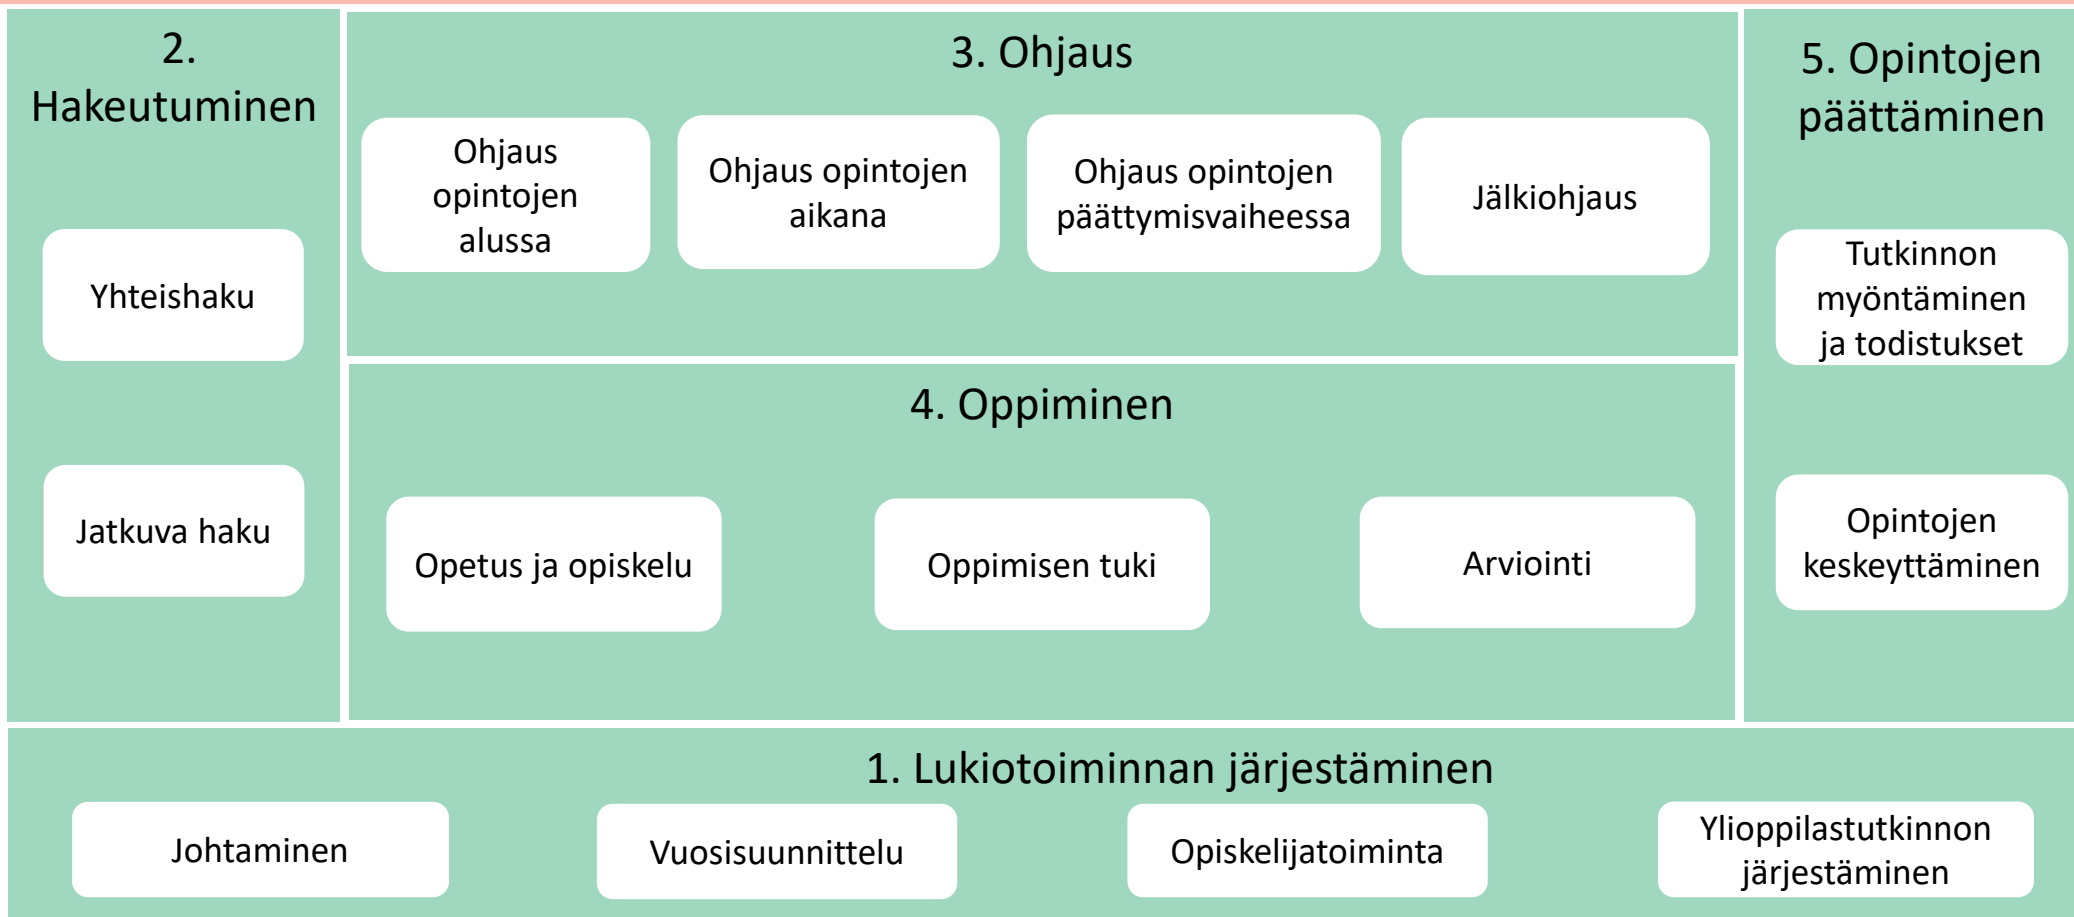 2.
Hakeutuminen
Yhteishaku
Jatkuva haku
3. Ohjaus
Ohjaus
opintojen
alussa
Ohjaus opintojen
aikana
Ohjaus opintojen
päättymisvaiheessa
Jälkiohjaus
4. Oppiminen
Opetus ja opiskelu
Oppimisen tuki
Arviointi
5. Opintojen
päättäminen
Tutkinnon
myöntäminen
ja todistukset
Opintojen
keskeyttäminen
1. Lukiotoiminnan järjestäminen
Johtaminen
Vuosisuunnittelu
Opiskelijatoiminta
Ylioppilastutkinnon
järjestäminen